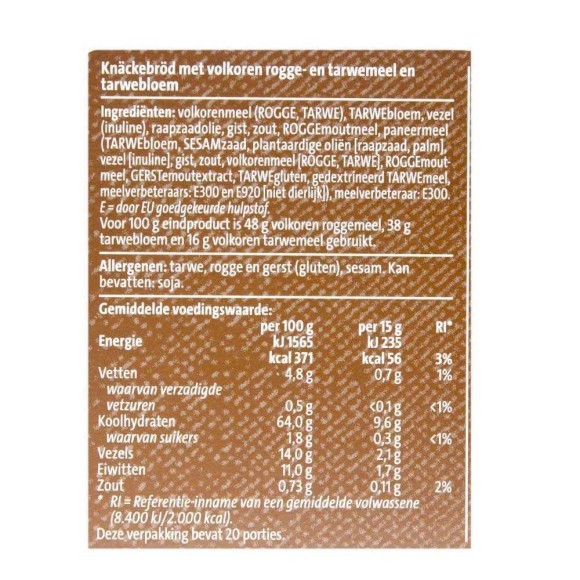 Knäckebröd met volkoren rogge- en tarwemeel en
tarwebloem
Ingrediënten: volkorenmeel (ROGGE, TARWE), TARWEbloem, vezel
(inuline), raapzaadolie, gist, zout, ROGGEmoutmeel, paneermeel
(TARWEbloem, SESAMzaad, plantaardige oliën [raapzaad, palm],
vezel [inuline], gist, zout, volkorenmeel [ROGGE, TARWE], ROGGEmout-
meel, GERSTemoutextract, TARWEgluten, gedextrineerd TARWEmeel,
meelverbeteraars: E300 en E920 [niet dierlijk]), meelverbeteraar: E300.
E = door EU goedgekeurde hulpstof.
Voor 100 g eindproduct is 48 g volkoren roggemeel, 38 g
tarwebloem en 16 g volkoren tarwemeel gebruikt.
Allergenen: tarwe, rogge en gerst (gluten), sesam. Kan
bevatten: soja.
Gemiddelde voedingswaarde:
per 100 g per 15 g RI*
Energie kJ 1565 kJ 235
kcal 371 kcal 56 3%
Vetten 4,8 g 0,7 g 1%
waarvan verzadigde
vetzuren 0,5 g <0,1 g <1%
Koolhydraten 64,0 g 9,6 g
waarvan suikers 1,8 g 0,3 g <1%
Vezels 14,0 g 2,1 g
Eiwitten 11,0 g 1,7 g
Zout 0,73 g 0,11 g 2%
* RI = Referentie-inname van een gemiddelde volwassene
(8.400 kJ/2.000 kcal).
Deze verpakking bevat 20 porties.